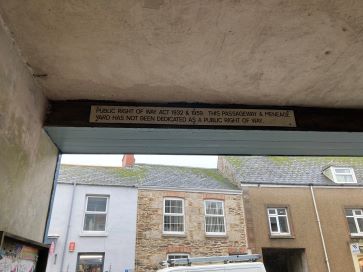 PUBLIC RIGHT OF WAY ACT 1932 & 1959. THIS PASSAGEWAY & MENEAGE
YARD HAS NOT BEEN DEDICATED AS A PUBLIC RIGHT OF WAY.